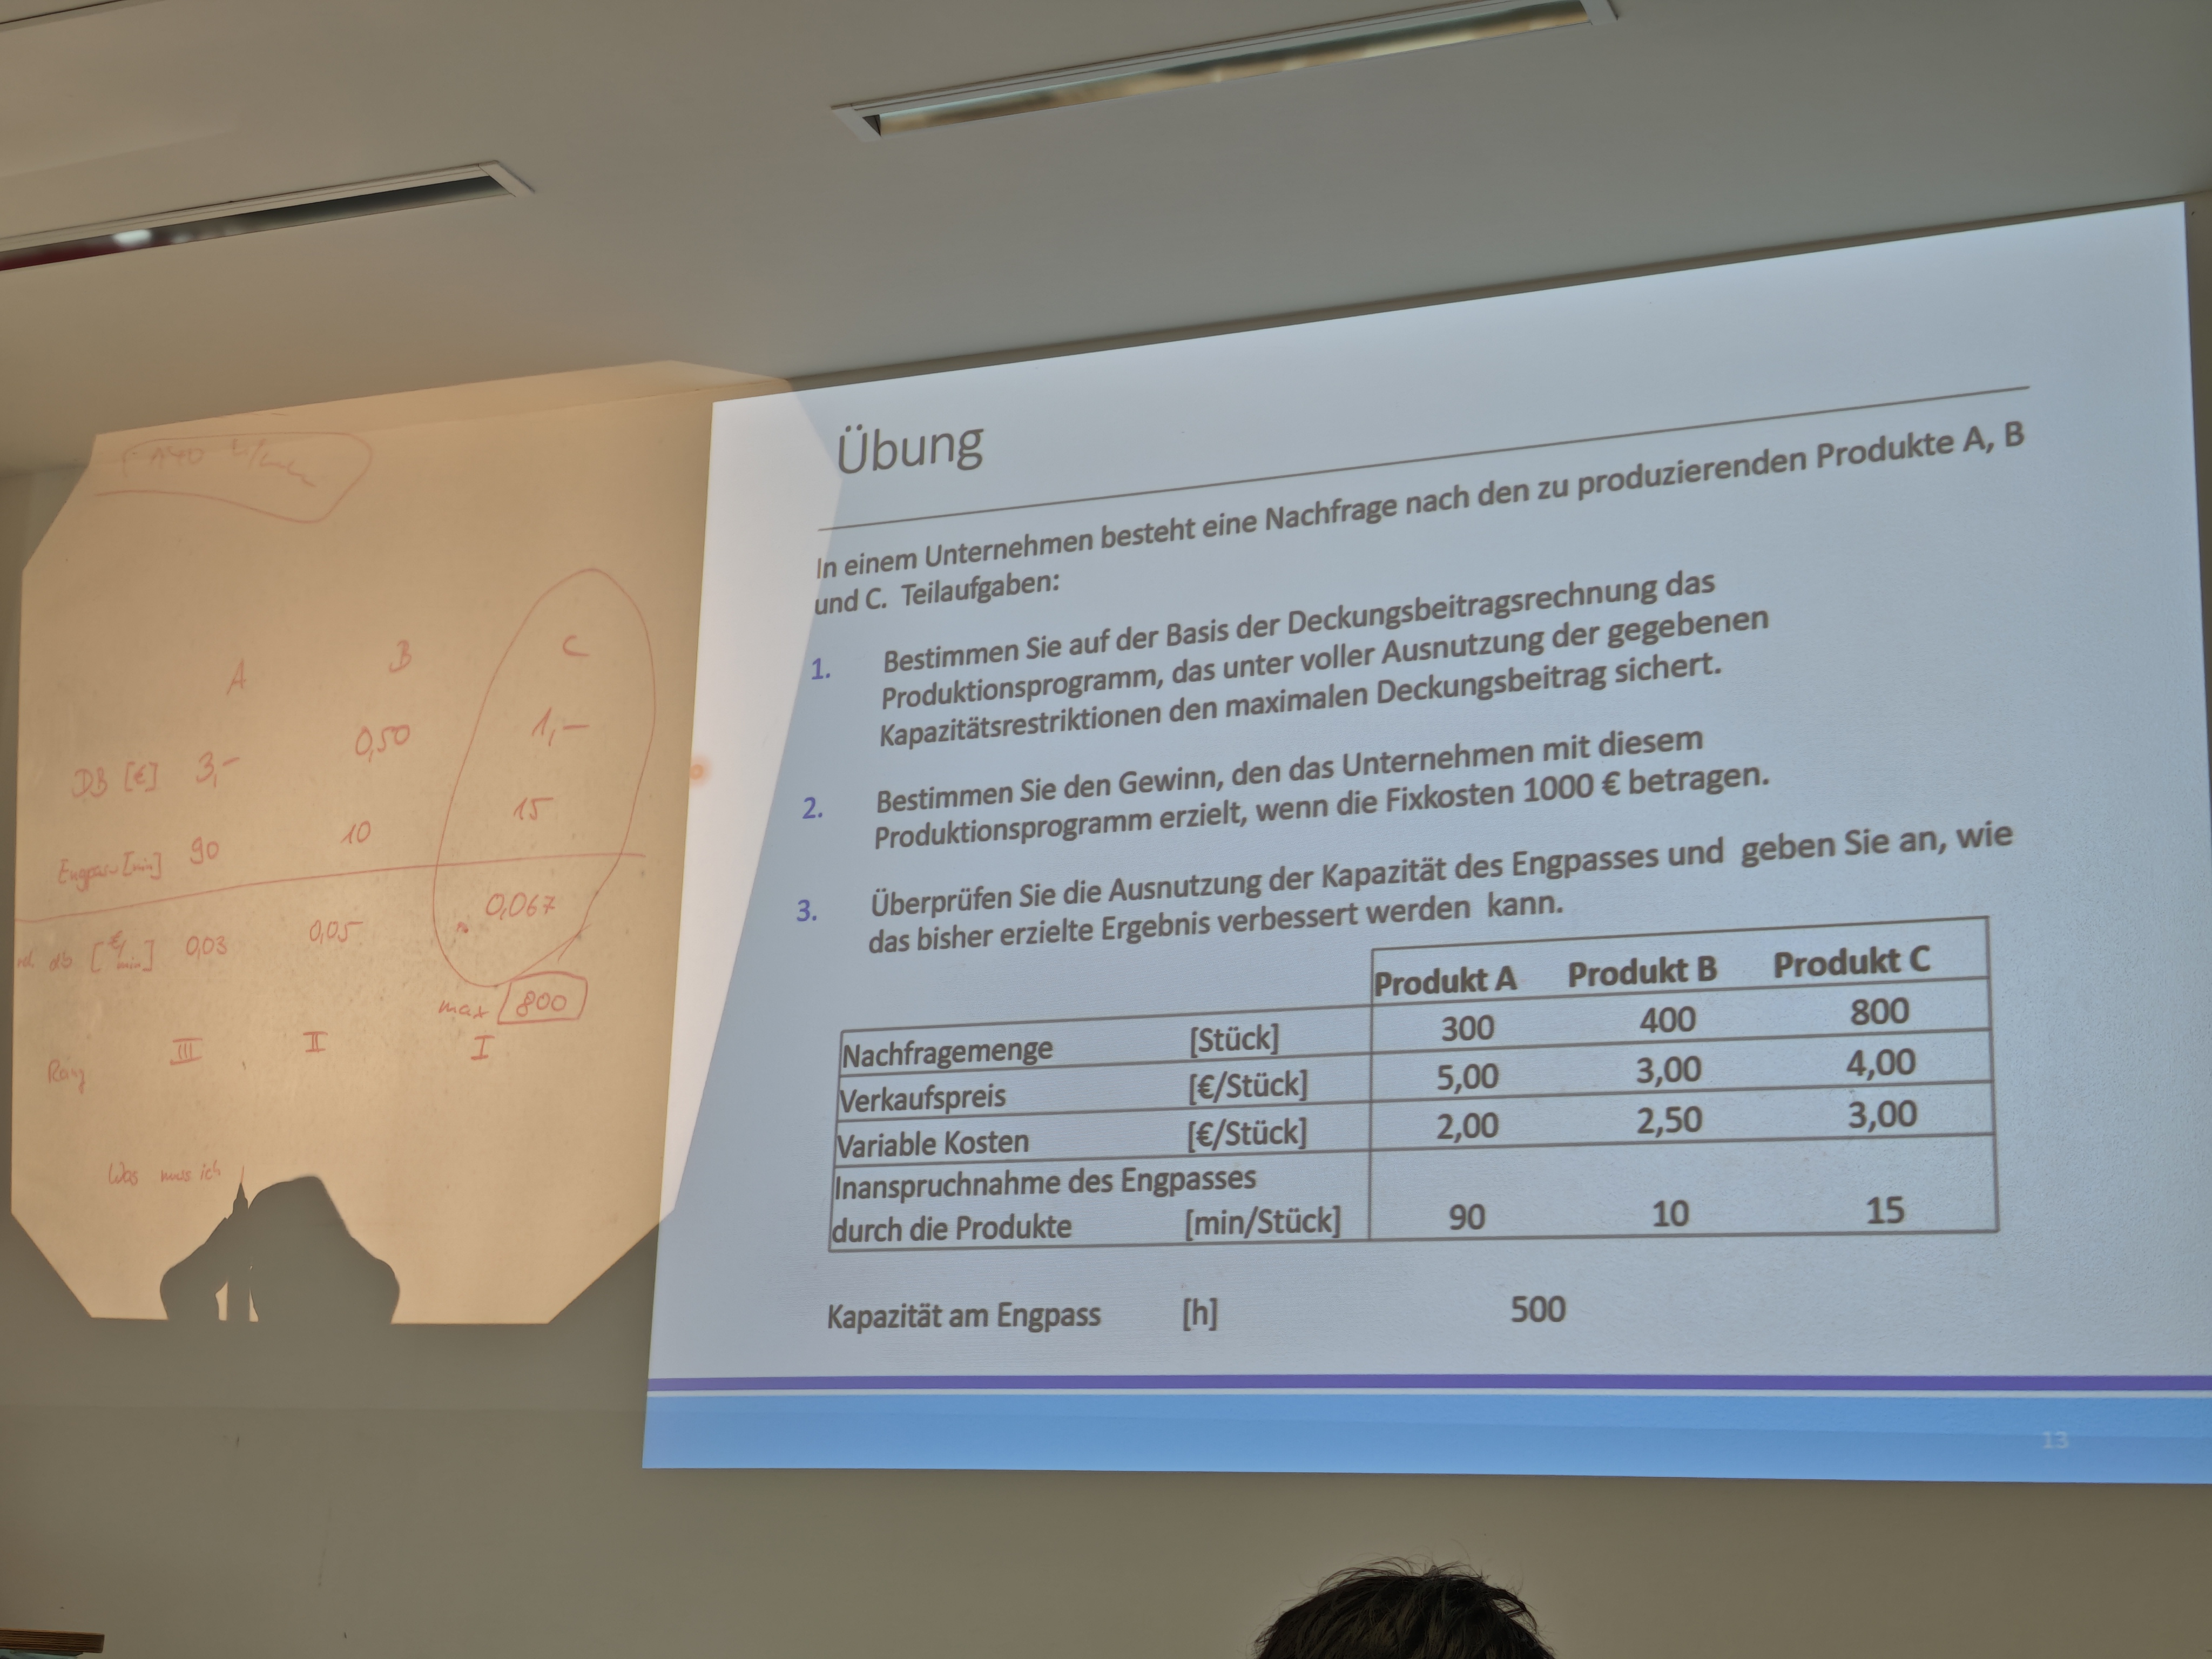 A B C
DB [€] 3,- 0,50 1,-
Engpass [min] 90 10 15
db [€/min] 0,03 0,05 0,067
max 800
Rang III II I
Was muss ich
Übung
In einem Unternehmen besteht eine Nachfrage nach den zu produzierenden Produkte A, B
und C. Teilaufgaben:
1. Bestimmen Sie auf der Basis der Deckungsbeitragsrechnung das
Produktionsprogramm, das unter voller Ausnutzung der gegebenen
Kapazitätsrestriktionen den maximalen Deckungsbeitrag sichert.
2. Bestimmen Sie den Gewinn, den das Unternehmen mit diesem
Produktionsprogramm erzielt, wenn die Fixkosten 1000 € betragen.
3. Überprüfen Sie die Ausnutzung der Kapazität des Engpasses und geben Sie an, wie
das bisher erzielte Ergebnis verbessert werden kann.
Produkt A Produkt B Produkt C
Nachfragemenge [Stück] 300 400 800
Verkaufspreis [€/Stück] 5,00 3,00 4,00
Variable Kosten [€/Stück] 2,00 2,50 3,00
Inanspruchnahme des Engpasses
durch die Produkte [min/Stück] 90 10 15
Kapazität am Engpass [h] 500
13